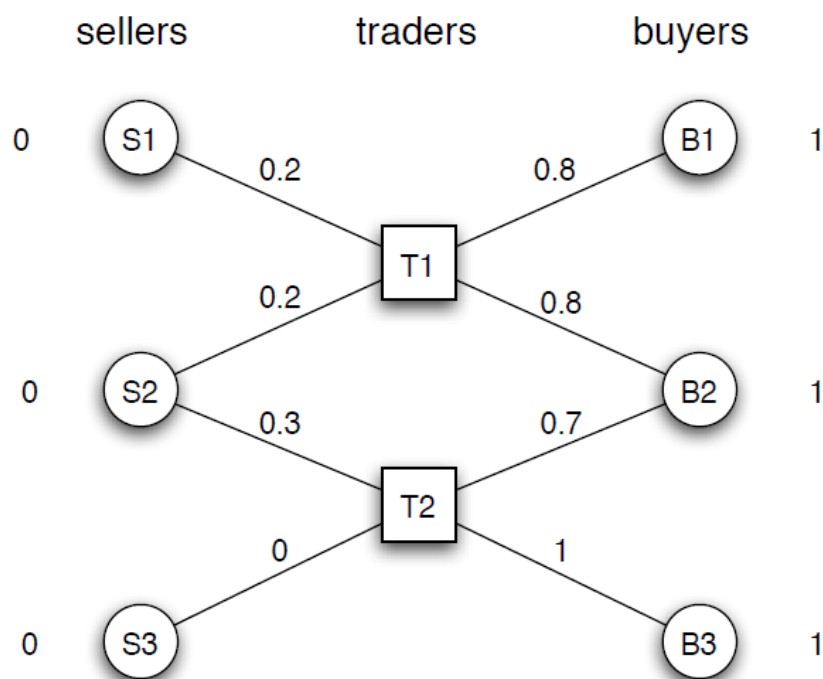 sellers traders buyers
0 S1 B1 1
0.2 0.8
T1
0.2 0.8
0 S2 B2 1
0.3 0.7
T2
0 1
0 S3 B3 1